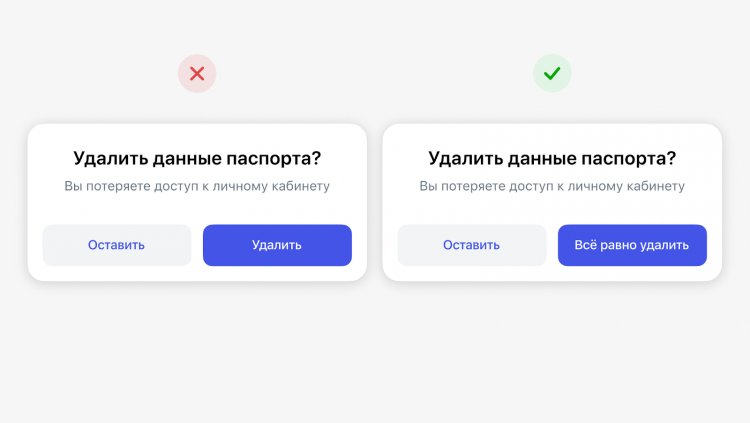 Удалить данные паспорта?
Вы потеряете доступ к личному кабинету
Оставить
Удалить
Удалить данные паспорта?
Вы потеряете доступ к личному кабинету
Оставить
Всё равно удалить